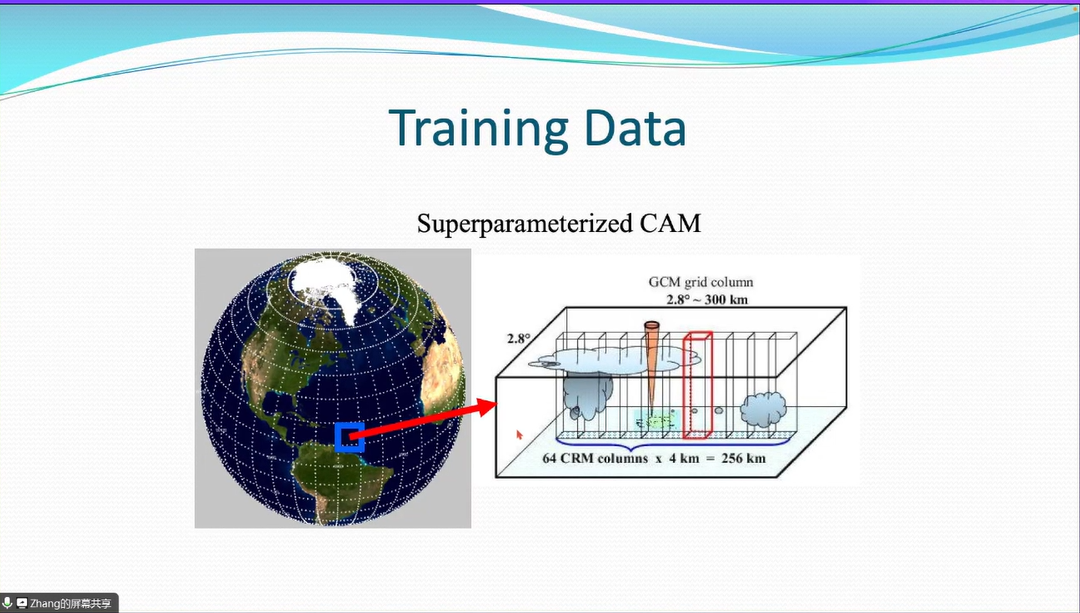 Training Data
Superparameterized CAM
GCM grid column
2.8° ~ 300 km
2.8°
64 CRM columns x 4 km = 256 km
Zhang的屏幕共享